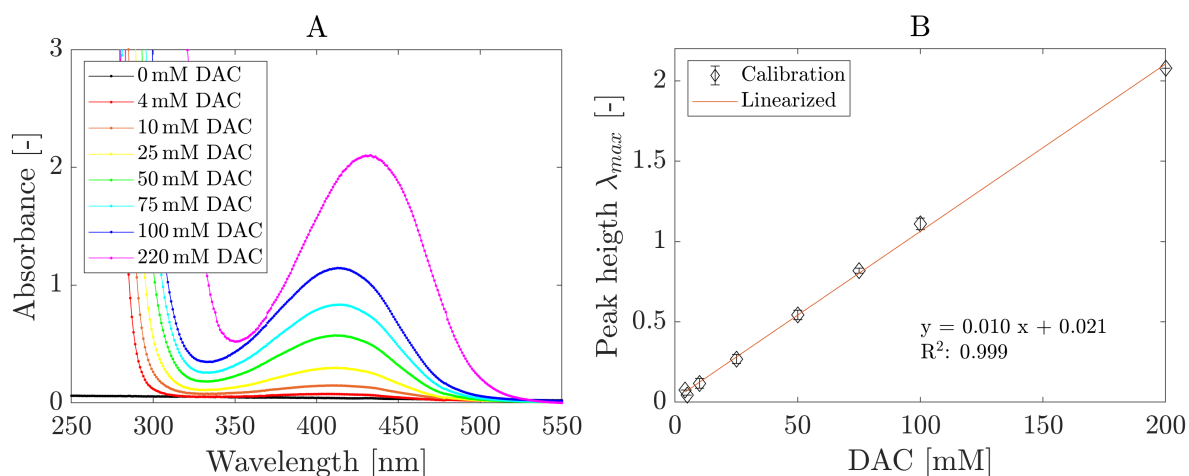 A
3
2
1
0
Absorbance [-]
0 mM DAC
4 mM DAC
10 mM DAC
25 mM DAC
50 mM DAC
75 mM DAC
100 mM DAC
220 mM DAC
250 300 350 400 450 500 550
Wavelength [nm]
B
2
1.5
1
0.5
0
Peak heigth λmax [-]
Calibration
Linearized
y = 0.010 x + 0.021
R²: 0.999
0 50 100 150 200
DAC [mM]